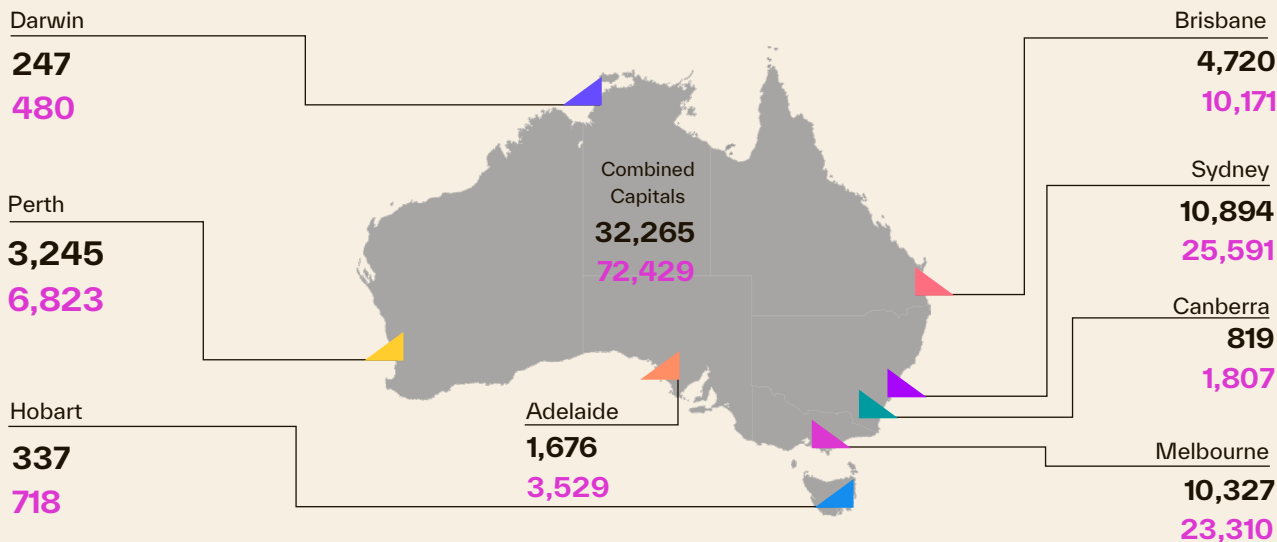 Darwin
247
480
Perth
3,245
6,823
Hobart
337
718
Combined
Capitals
32,265
72,429
Adelaide
1,676
3,529
Brisbane
4,720
10,171
Sydney
10,894
25,591
Canberra
819
1,807
Melbourne
10,327
23,310